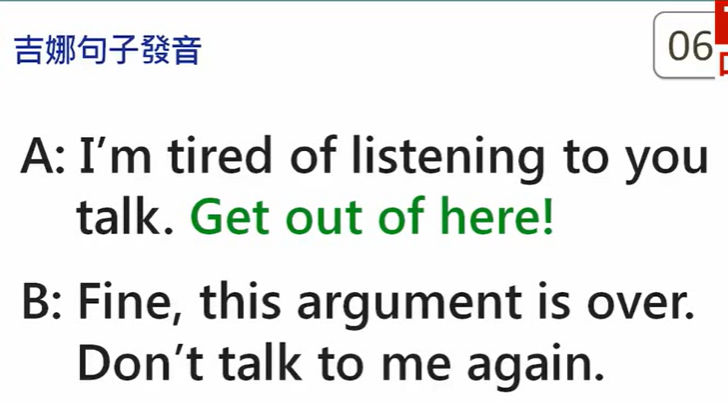 吉娜句子發音
06
A: I'm tired of listening to you
talk. Get out of here!
B: Fine, this argument is over.
Don't talk to me again.